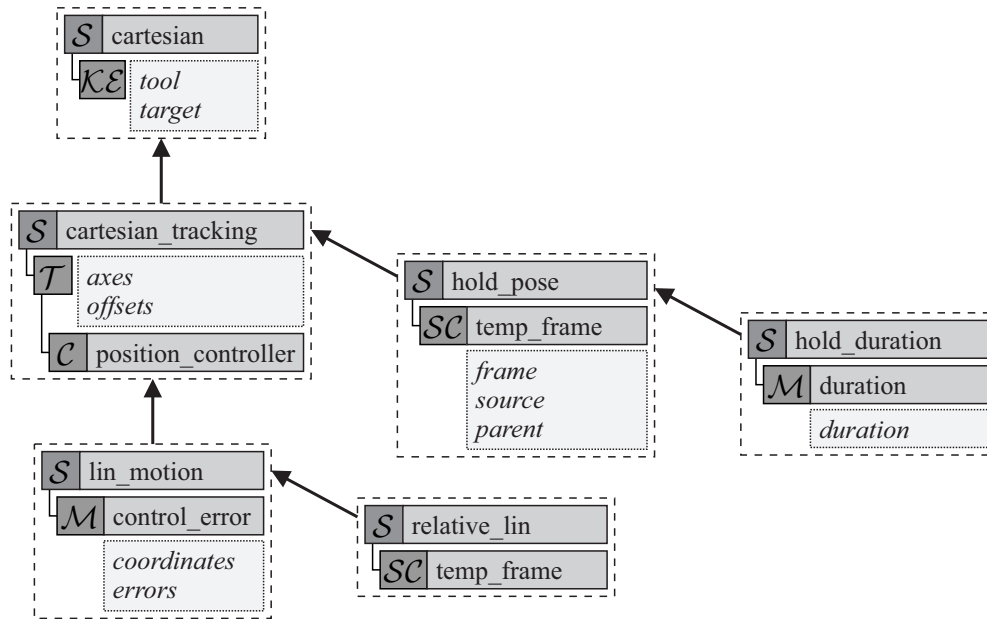 S cartesian
KE tool
target
S cartesian_tracking
T axes
offsets
C position_controller
S hold_pose
SC temp_frame
frame
source
parent
S hold_duration
M duration
duration
S lin_motion
M control_error
coordinates
errors
S relative_lin
SC temp_frame